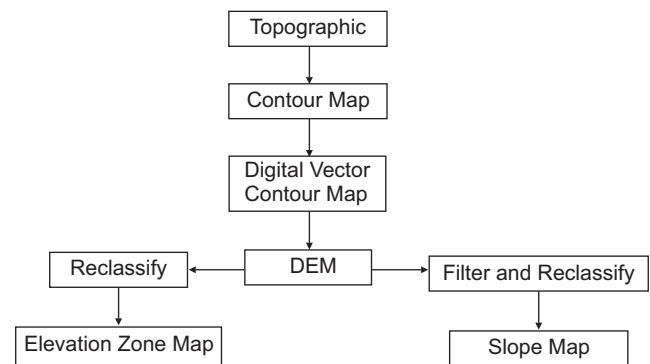 Topographic
Contour Map
Digital Vector
Contour Map
Reclassify
DEM
Filter and Reclassify
Elevation Zone Map
Slope Map